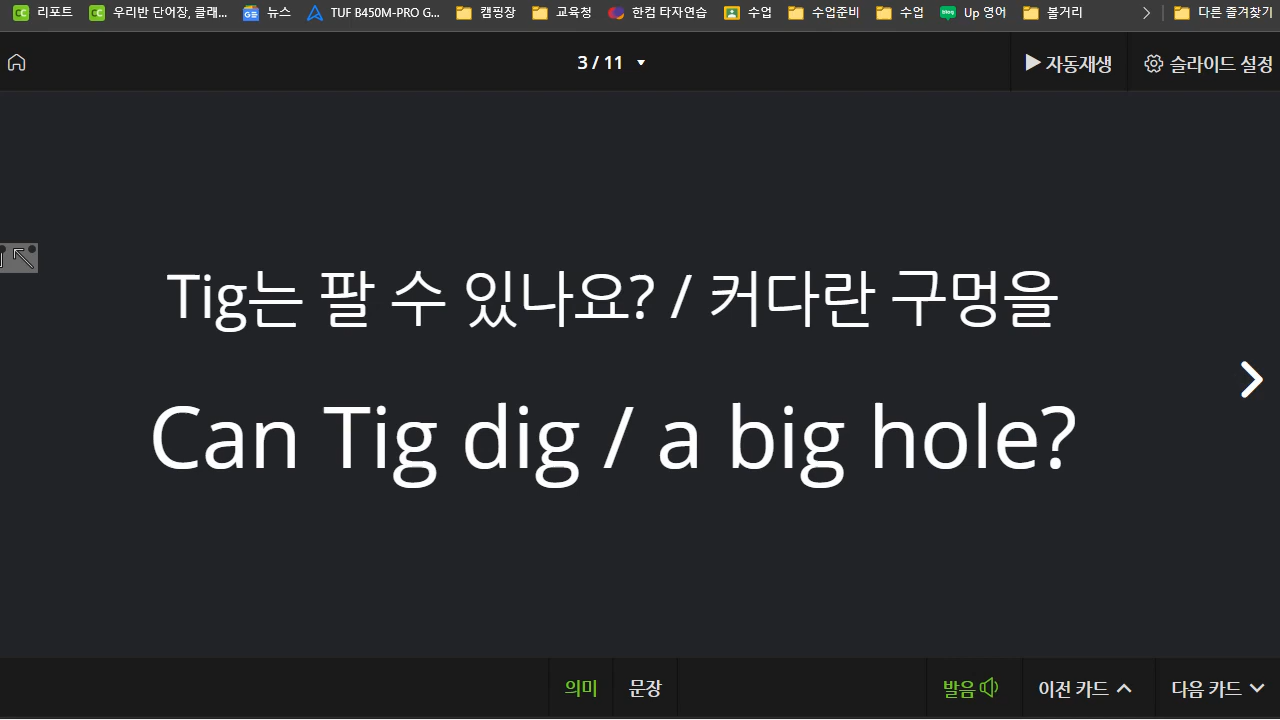 리포트 우리반 단어장, 클래... 뉴스 TUF B450M-PRO G... 캠핑장 교육청 한컴 타자연습 수업 수업준비 수업 Up 영어 볼거리 다른 즐겨찾기
3 / 11 자동재생 슬라이드 설정
Tig는 팔 수 있나요? / 커다란 구멍을
Can Tig dig / a big hole?
의미 문장 발음 이전 카드 다음 카드